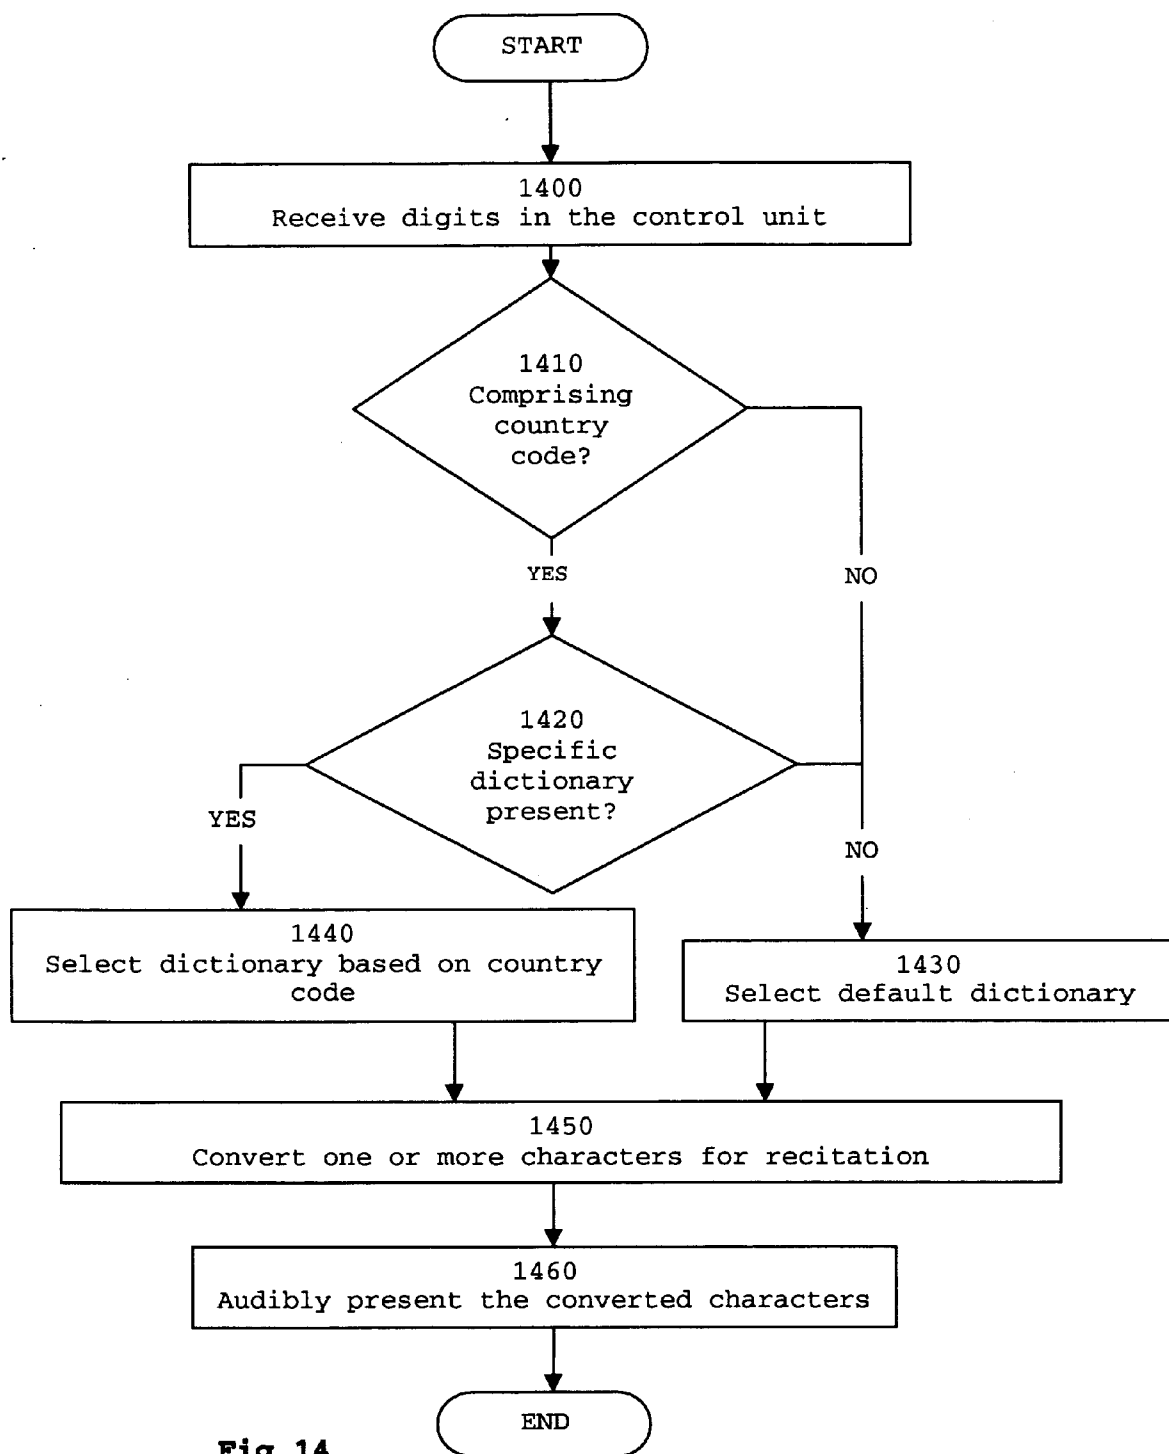 START
1400
Receive digits in the control unit
1410
Comprising
country
code?
YES
NO
1420
Specific
dictionary
present?
YES
NO
1440
Select dictionary based on country
code
1430
Select default dictionary
1450
Convert one or more characters for recitation
1460
Audibly present the converted characters
END
Fig 14